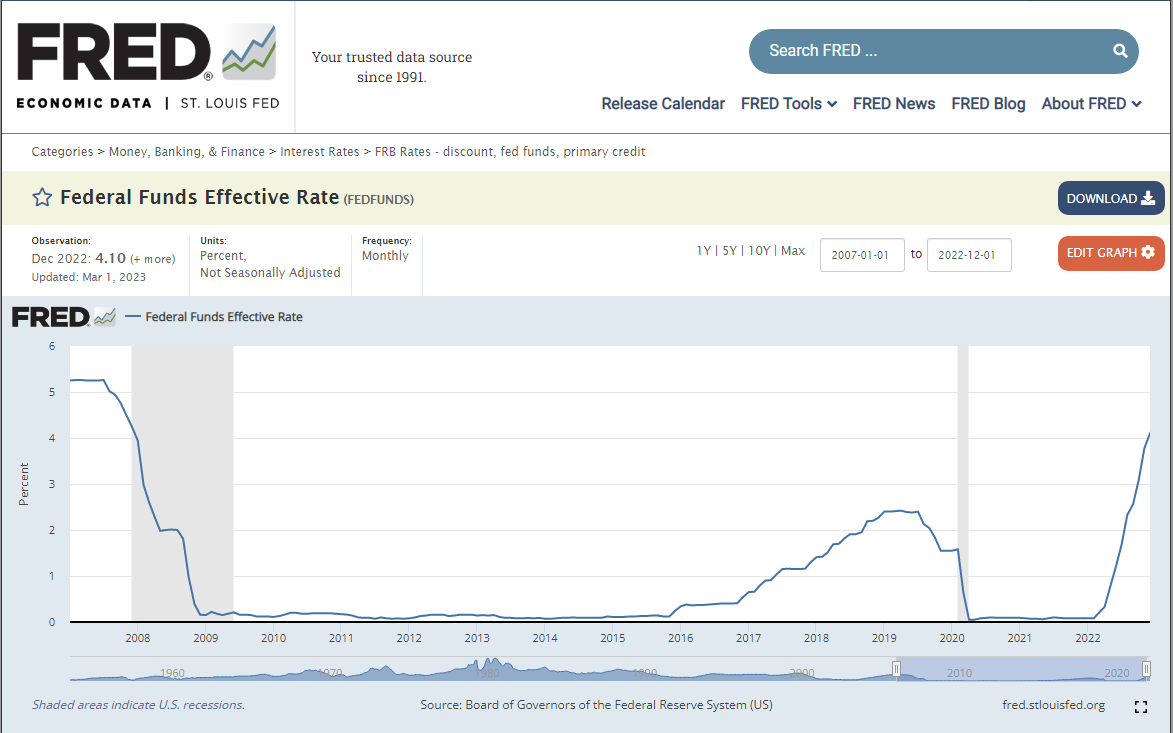 FRED®
ECONOMIC DATA | ST. LOUIS FED
Your trusted data source
since 1991.
Search FRED ...
Release Calendar FRED Tools FRED News FRED Blog About FRED
Categories > Money, Banking, & Finance > Interest Rates > FRB Rates - discount, fed funds, primary credit
Federal Funds Effective Rate (FEDFUNDS)
DOWNLOAD
Observation:
Dec 2022: 4.10 (+ more)
Updated: Mar 1, 2023
Units:
Percent,
Not Seasonally Adjusted
Frequency:
Monthly
1Y | 5Y | 10Y | Max
2007-01-01 to 2022-12-01
EDIT GRAPH
FRED Federal Funds Effective Rate
Percent
6
5
4
3
2
1
0
2008 2009 2010 2011 2012 2013 2014 2015 2016 2017 2018 2019 2020 2021 2022
1960 1970 1980 1990 2000 2010 2020
Shaded areas indicate U.S. recessions.
Source: Board of Governors of the Federal Reserve System (US)
fred.stlouisfed.org